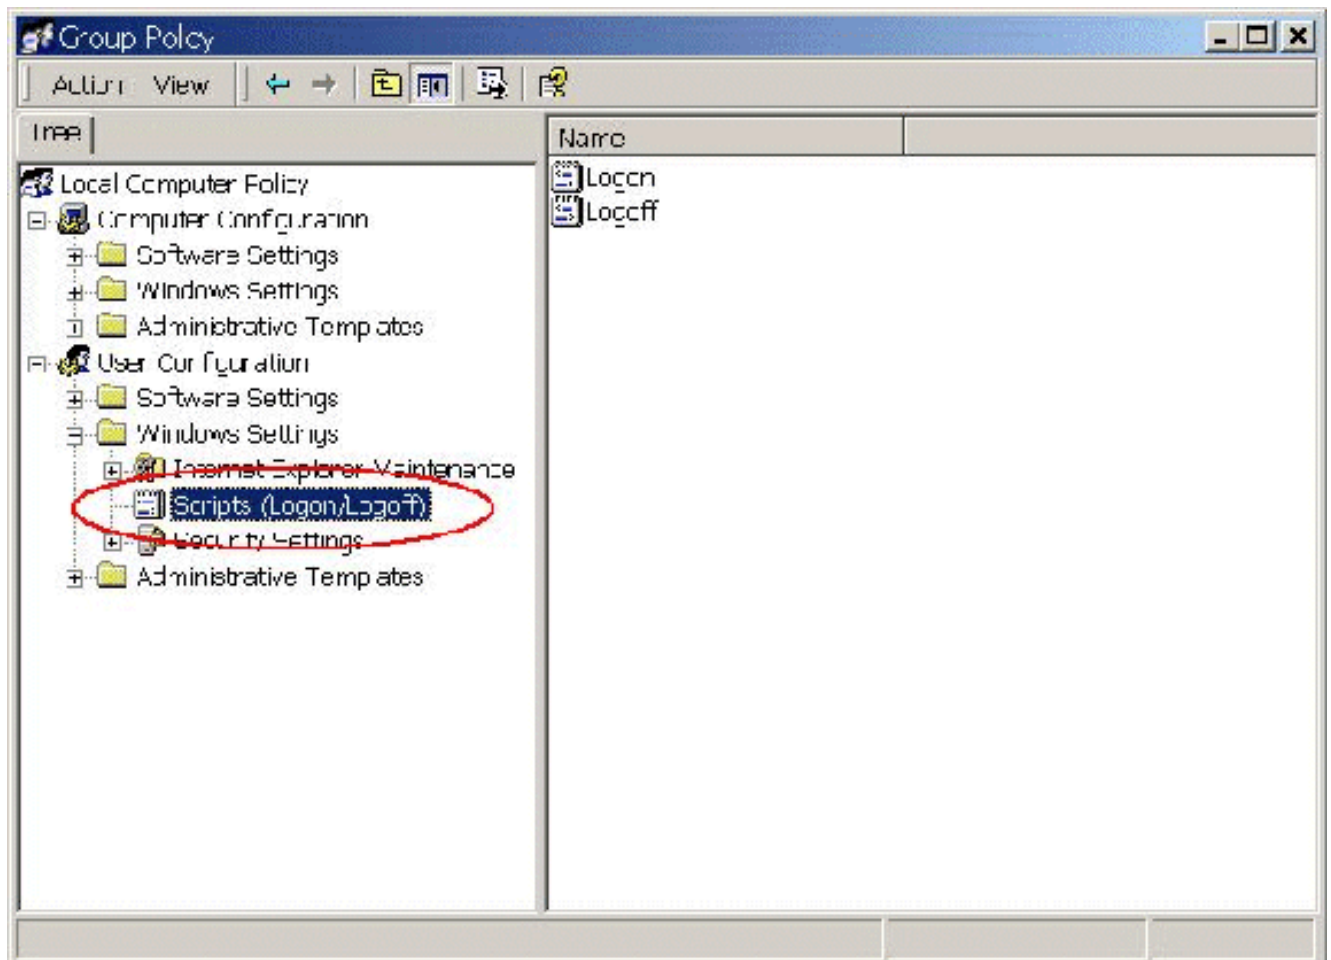 Group Policy
Action View
Tree
Name
Local Computer Policy
Computer Configuration
Software Settings
Windows Settings
Administrative Templates
User Configuration
Software Settings
Windows Settings
Internet Explorer Maintenance
Scripts (Logon/Logoff)
Security Settings
Administrative Templates
Logon
Logoff